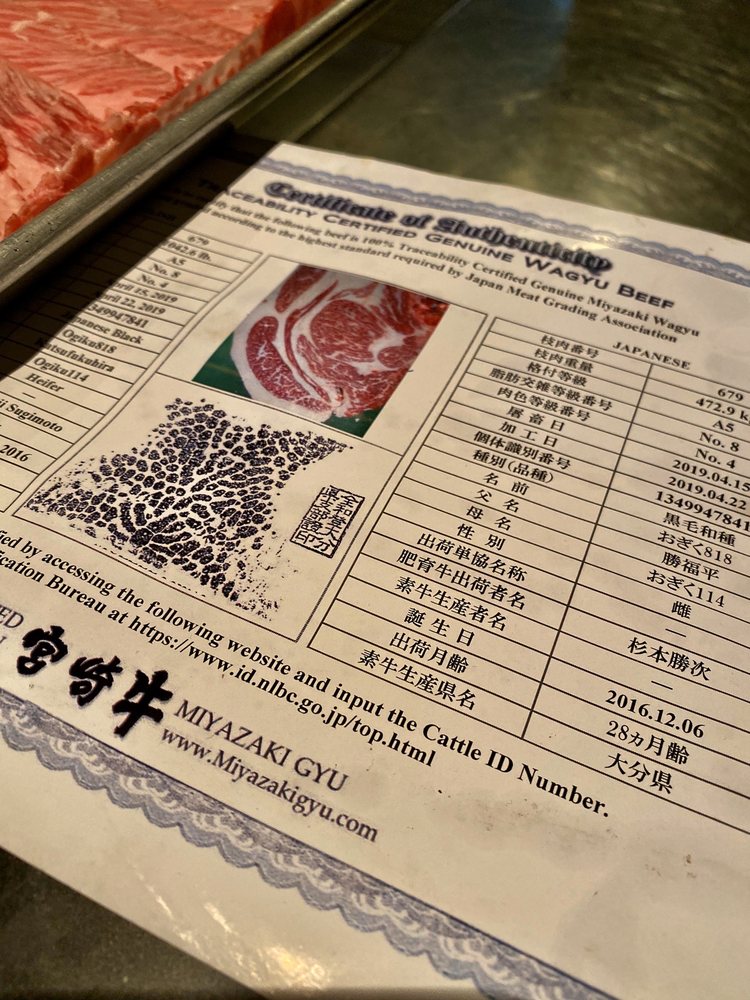 Certificate of Authenticity
TRACEABILITY CERTIFIED GENUINE WAGYU BEEF
that the following beef is 100% Traceability Certified Genuine Miyazaki Wagyu
according to the highest standard required by Japan Meat Grading Association
679
1042.6 lb.
A5
No. 8
No. 4
April 15, 2019
April 22, 2019
1349947841
Japanese Black
Ogiku818
Katsufukuhira
Ogiku114
Heifer
—
Sugimoto
2016
JAPANESE
枝肉番号 679
枝肉重量 472.9 k
格付等級 A5
脂肪交雑等級番号 No. 8
肉色等級番号 No. 4
屠畜日 2019.04.15
加工日 2019.04.22
個体識別番号 1349947841
種別(品種) 黒毛和種
名前 おぎく818
父名 勝福平
母名 おぎく114
性別 雌
出荷単協名称 —
肥育牛出荷者名 杉本勝次
素牛生産者名 —
誕生日 2016.12.06
出荷月齢 28ヵ月齢
素牛生産県名 大分県
fied by accessing the following website and input the Cattle ID Number.
fication Bureau at https://www.id.nlbc.go.jp/top.html
宮崎牛
MIYAZAKI GYU
www.Miyazakigyu.com